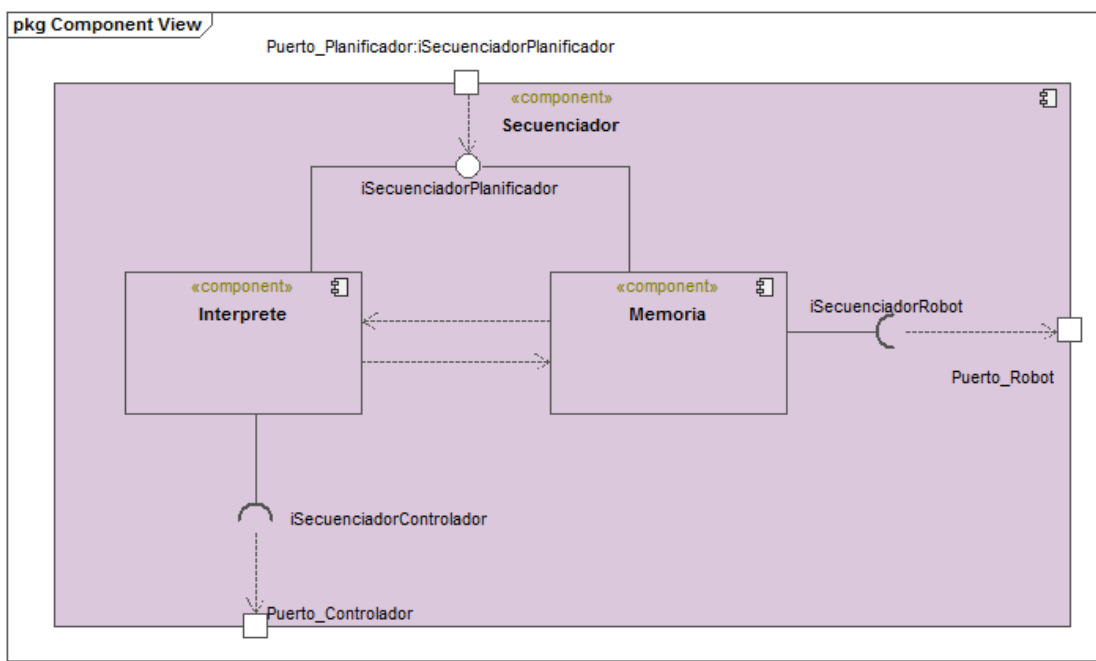 pkg Component View
Puerto_Planificador:iSecuenciadorPlanificador
«component»
Secuenciador
iSecuenciadorPlanificador
«component»
Interprete
«component»
Memoria
iSecuenciadorRobot
Puerto_Robot
iSecuenciadorControlador
Puerto_Controlador